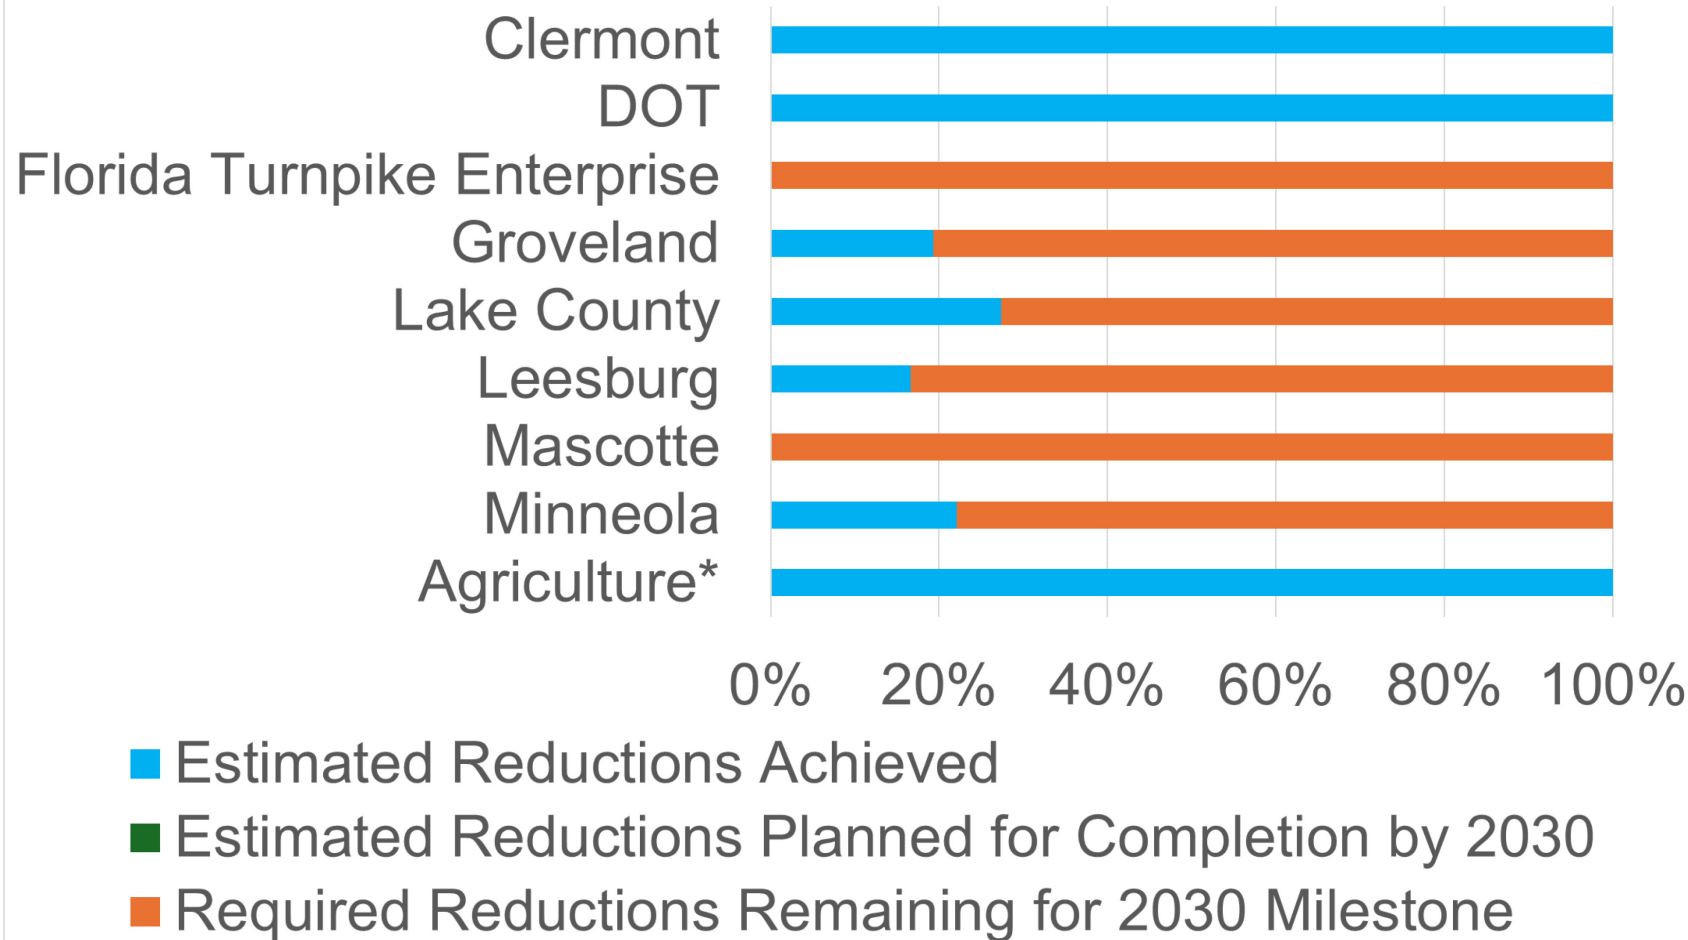 Clermont
DOT
Florida Turnpike Enterprise
Groveland
Lake County
Leesburg
Mascotte
Minneola
Agriculture*
0% 20% 40% 60% 80% 100%
Estimated Reductions Achieved
Estimated Reductions Planned for Completion by 2030
Required Reductions Remaining for 2030 Milestone